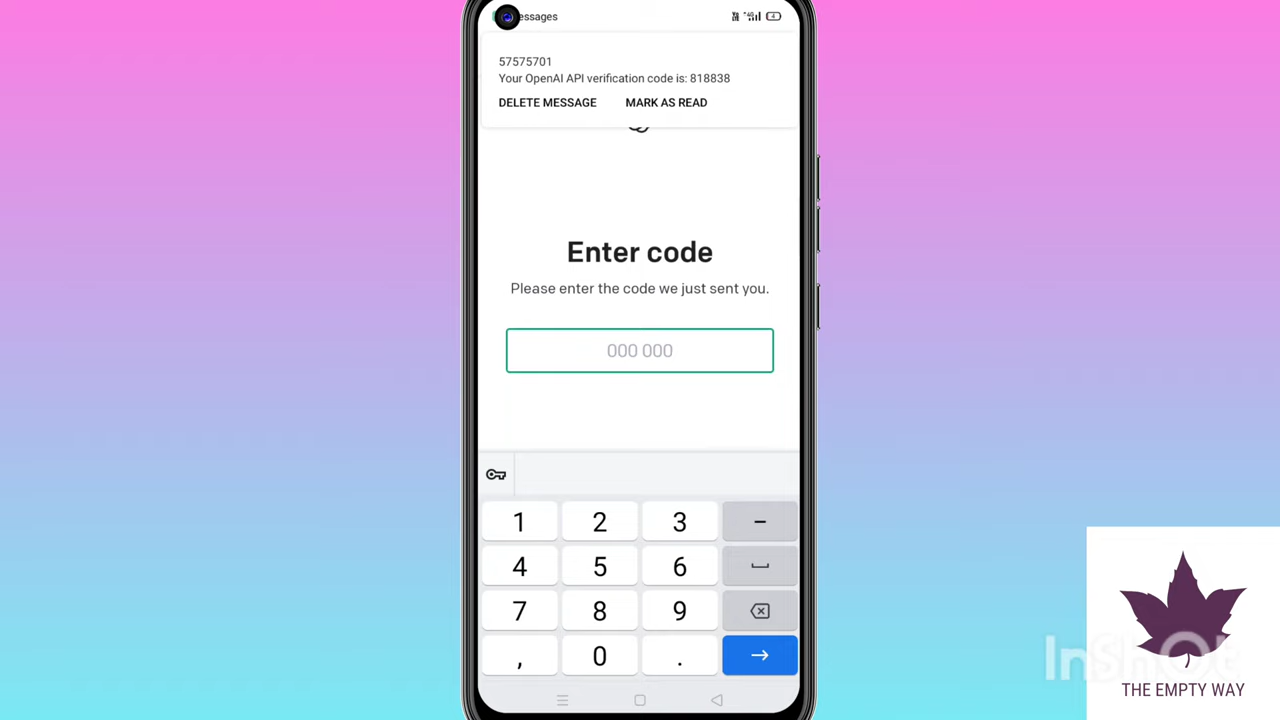 essages
57575701
Your OpenAI API verification code is: 818838
DELETE MESSAGE MARK AS READ
Enter code
Please enter the code we just sent you.
000 000
1 2 3 -
4 5 6
7 8 9
, 0 .
InShOt
THE EMPTY WAY